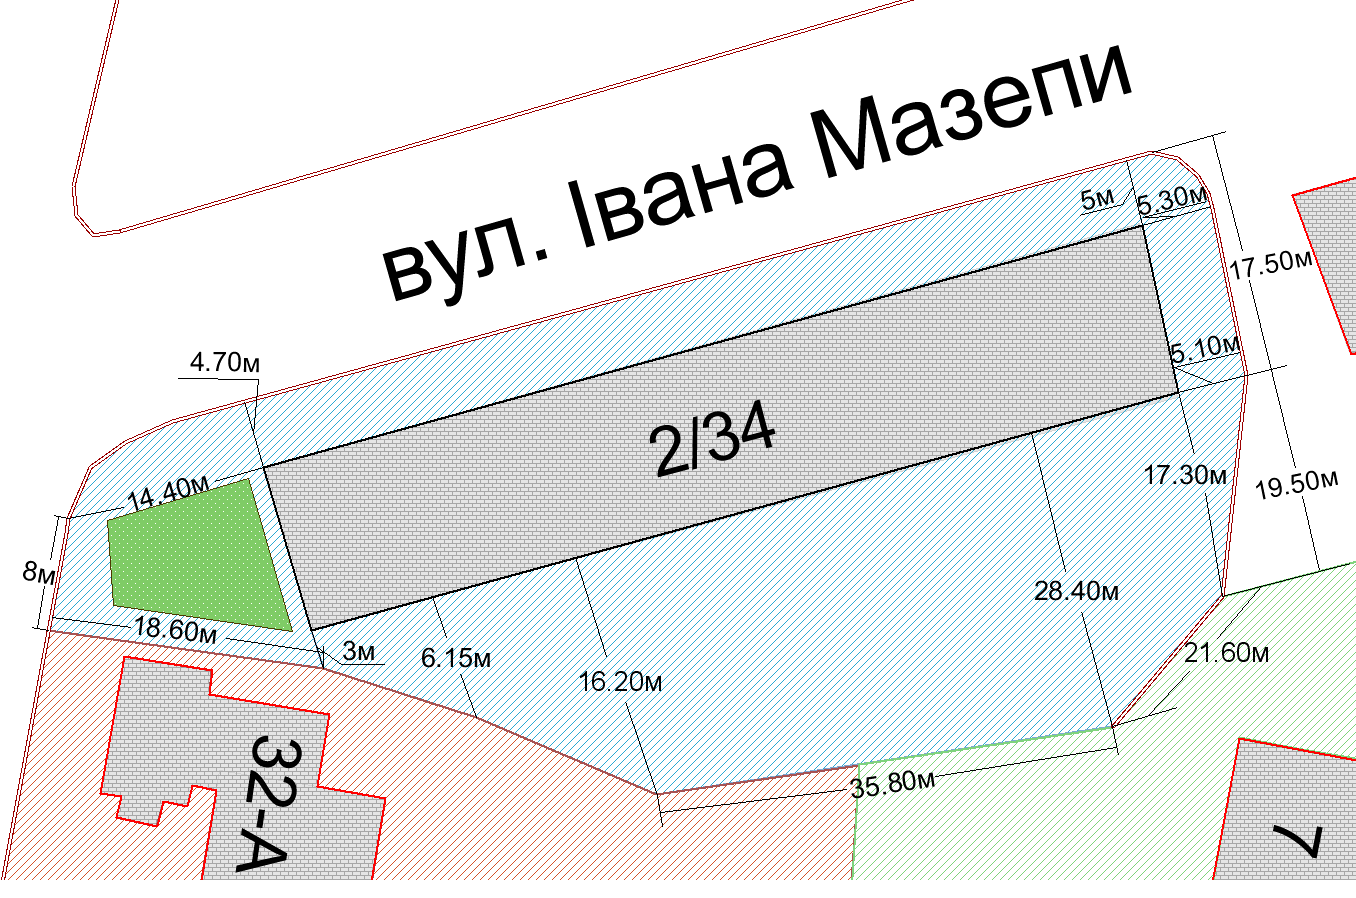 вул. Івана Мазепи
5м
5.30м
17.50м
4.70м
5.10м
2/34
14.40м
17.30м
19.50м
8м
28.40м
18.60м
3м
6.15м
16.20м
21.60м
35.80м
32-А
7